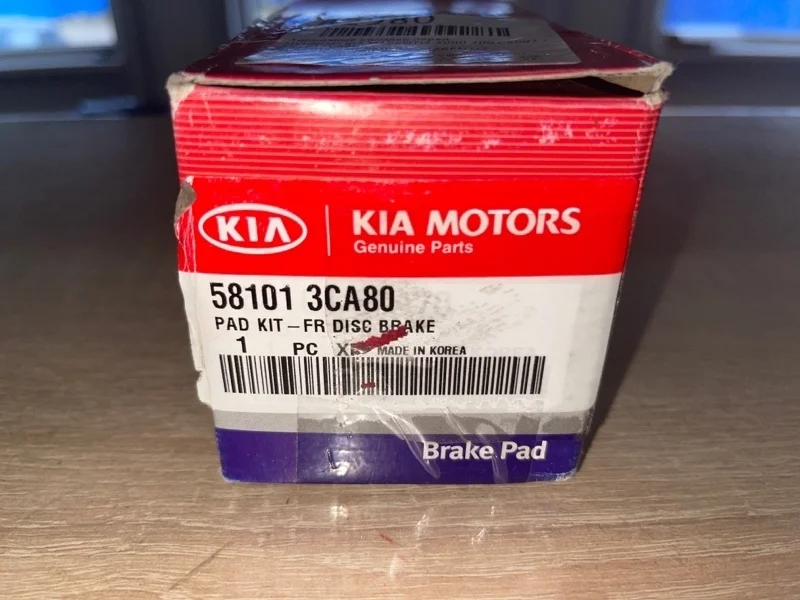 KIA
KIA MOTORS
Genuine Parts
58101 3CA80
PAD KIT-FR DISC BRAKE
1 PC MADE IN KOREA
Brake Pad